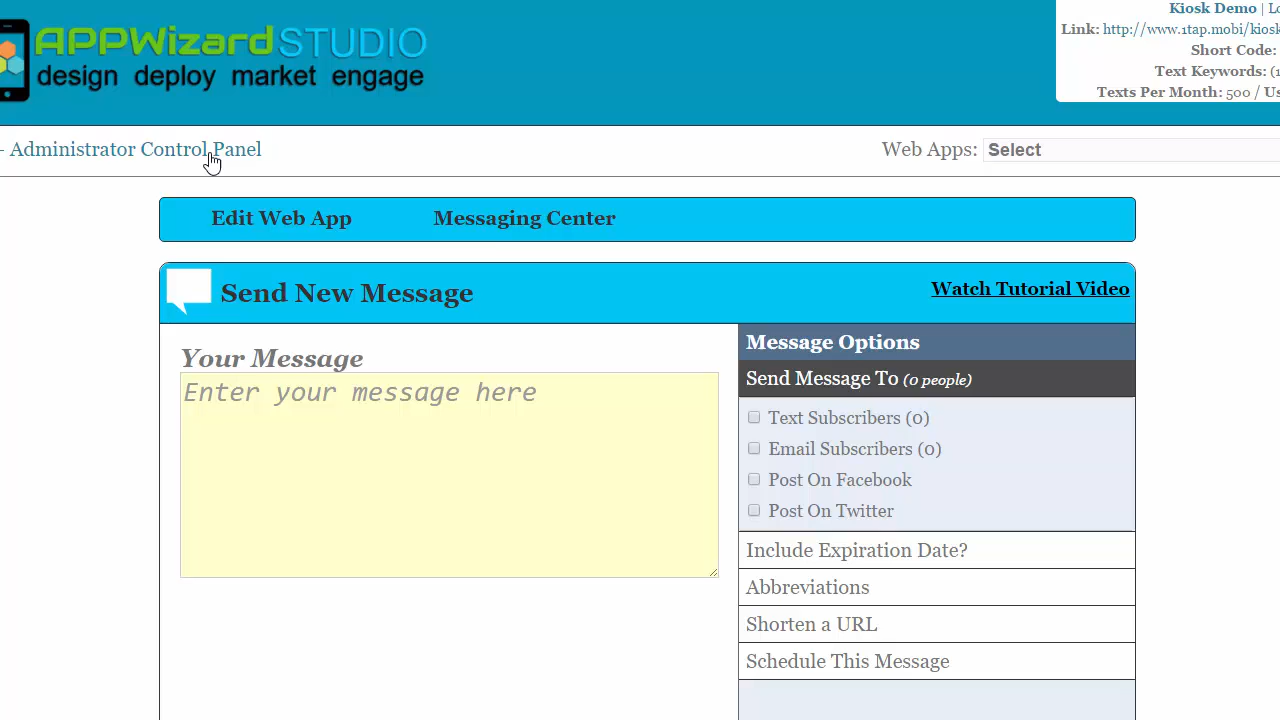 APPWizard STUDIO
design deploy market engage
Kiosk Demo |
Link: http://www.1tap.mobi/kiosk
Short Code:
Text Keywords: (1
Texts Per Month: 500 /
- Administrator Control Panel
Web Apps: Select
Edit Web App Messaging Center
Send New Message
Watch Tutorial Video
Your Message
Enter your message here
Message Options
Send Message To (0 people)
Text Subscribers (0)
Email Subscribers (0)
Post On Facebook
Post On Twitter
Include Expiration Date?
Abbreviations
Shorten a URL
Schedule This Message